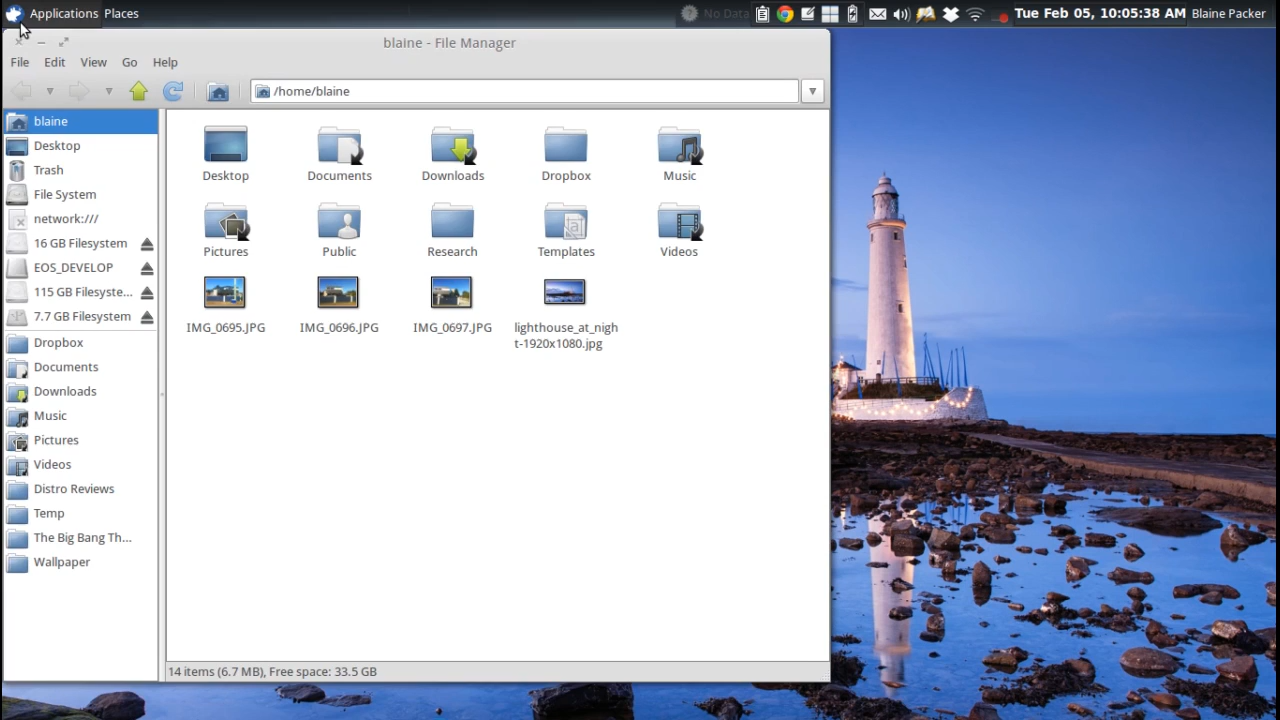 Applications Places
No Data
Tue Feb 05, 10:05:38 AM Blaine Packer
blaine - File Manager
File Edit View Go Help
/home/blaine
blaine
Desktop
Trash
File System
network:///
16 GB Filesystem
EOS_DEVELOP
115 GB Filesyste...
7.7 GB Filesystem
Dropbox
Documents
Downloads
Music
Pictures
Videos
Distro Reviews
Temp
The Big Bang Th...
Wallpaper
Desktop Documents Downloads Dropbox Music
Pictures Public Research Templates Videos
IMG_0695.JPG IMG_0696.JPG IMG_0697.JPG lighthouse_at_nigh
t-1920x1080.jpg
14 items (6.7 MB), Free space: 33.5 GB